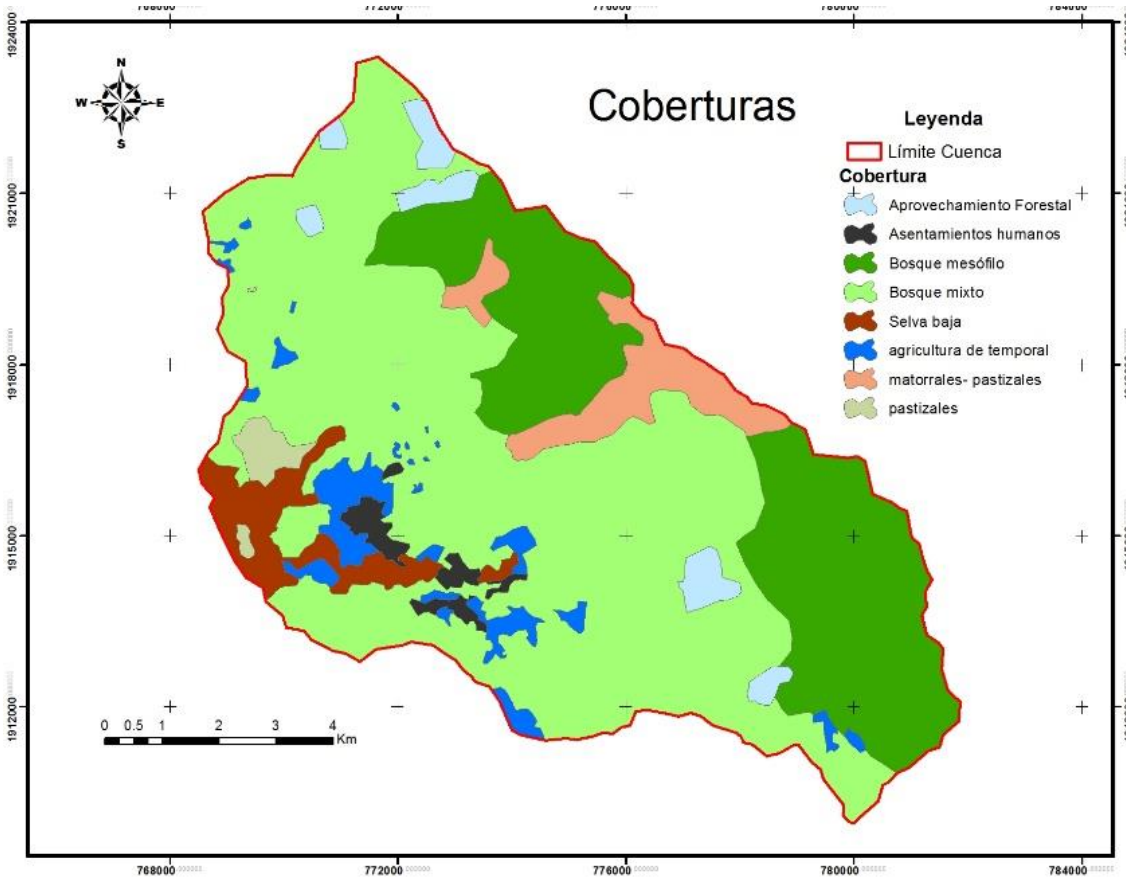 768000 772000 776000 780000 784000
1924000
N
W E
S
Coberturas
Leyenda
Límite Cuenca
Cobertura
Aprovechamiento Forestal
Asentamientos humanos
Bosque mesófilo
Bosque mixto
Selva baja
agricultura de temporal
matorrales- pastizales
pastizales
1921000
1918000
1915000
1912000
0 0.5 1 2 3 4
Km
768000 772000 776000 780000 784000